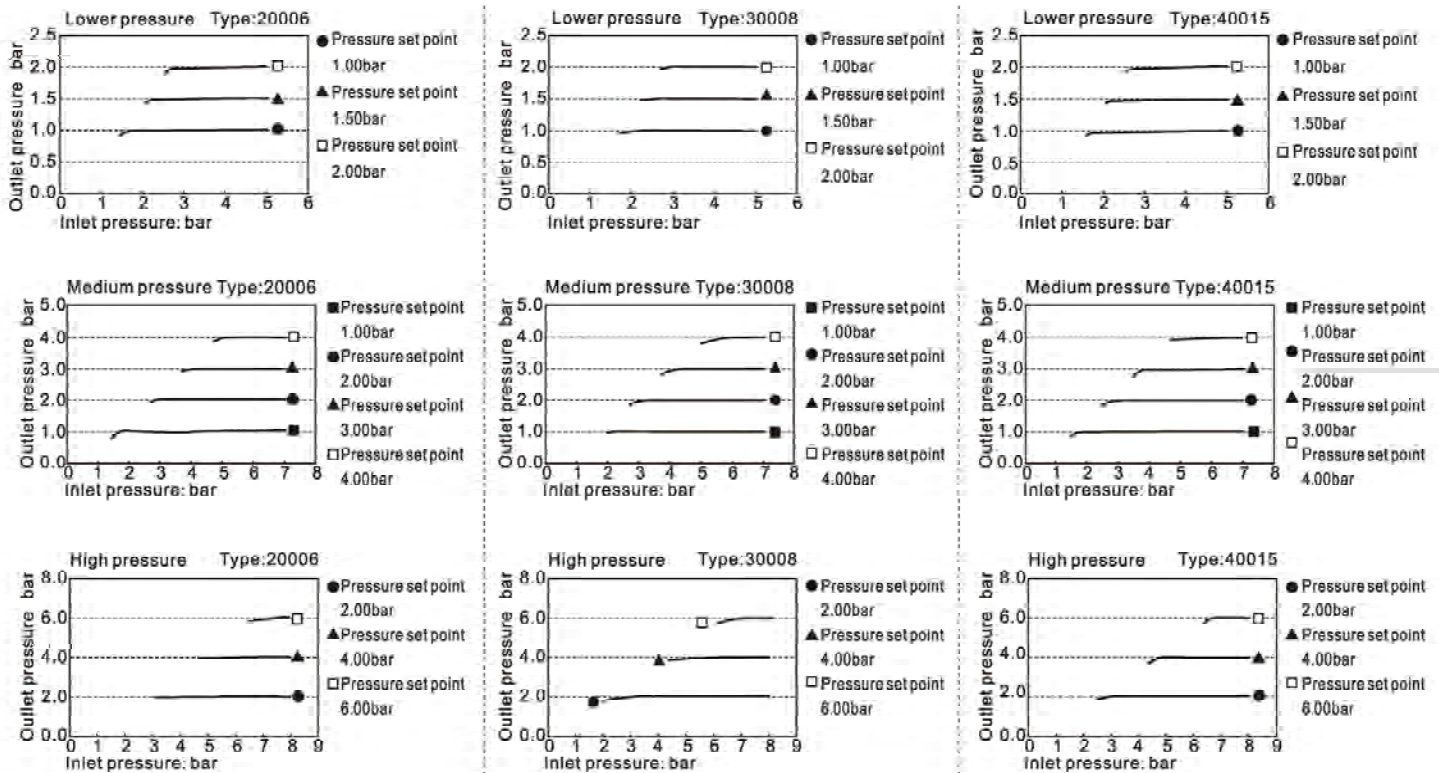 Lower pressure Type:20006
Outlet pressure bar
2.5
2.0
1.5
1.0
0.5
0.0
0 1 2 3 4 5 6
Inlet pressure: bar
Pressure set point
1.00bar
Pressure set point
1.50bar
Pressure set point
2.00bar
Lower pressure Type:30008
Outlet pressure bar
2.5
2.0
1.5
1.0
0.5
0.0
0 1 2 3 4 5 6
Inlet pressure: bar
Pressure set point
1.00bar
Pressure set point
1.50bar
Pressure set point
2.00bar
Lower pressure Type:40015
Outlet pressure bar
2.5
2.0
1.5
1.0
0.5
0.0
0 1 2 3 4 5 6
Inlet pressure: bar
Pressure set point
1.00bar
Pressure set point
1.50bar
Pressure set point
2.00bar
Medium pressure Type:20006
Outlet pressure bar
5.0
4.0
3.0
2.0
1.0
0.0
0 1 2 3 4 5 6 7 8
Inlet pressure: bar
Pressure set point
1.00bar
Pressure set point
2.00bar
Pressure set point
3.00bar
Pressure set point
4.00bar
Medium pressure Type:30008
Outlet pressure bar
5.0
4.0
3.0
2.0
1.0
0.0
0 1 2 3 4 5 6 7 8
Inlet pressure: bar
Pressure set point
1.00bar
Pressure set point
2.00bar
Pressure set point
3.00bar
Pressure set point
4.00bar
Medium pressure Type:40015
Outlet pressure bar
5.0
4.0
3.0
2.0
1.0
0.0
0 1 2 3 4 5 6 7 8
Inlet pressure: bar
Pressure set point
1.00bar
Pressure set point
2.00bar
Pressure set point
3.00bar
Pressure set point
4.00bar
High pressure Type:20006
Outlet pressure bar
8.0
6.0
4.0
2.0
0.0
0 1 2 3 4 5 6 7 8 9
Inlet pressure: bar
Pressure set point
2.00bar
Pressure set point
4.00bar
Pressure set point
6.00bar
High pressure Type:30008
Outlet pressure bar
8.0
6.0
4.0
2.0
0.0
0 1 2 3 4 5 6 7 8 9
Inlet pressure: bar
Pressure set point
2.00bar
Pressure set point
4.00bar
Pressure set point
6.00bar
High pressure Type:40015
Outlet pressure bar
8.0
6.0
4.0
2.0
0.0
0 1 2 3 4 5 6 7 8 9
Inlet pressure: bar
Pressure set point
2.00bar
Pressure set point
4.00bar
Pressure set point
6.00bar